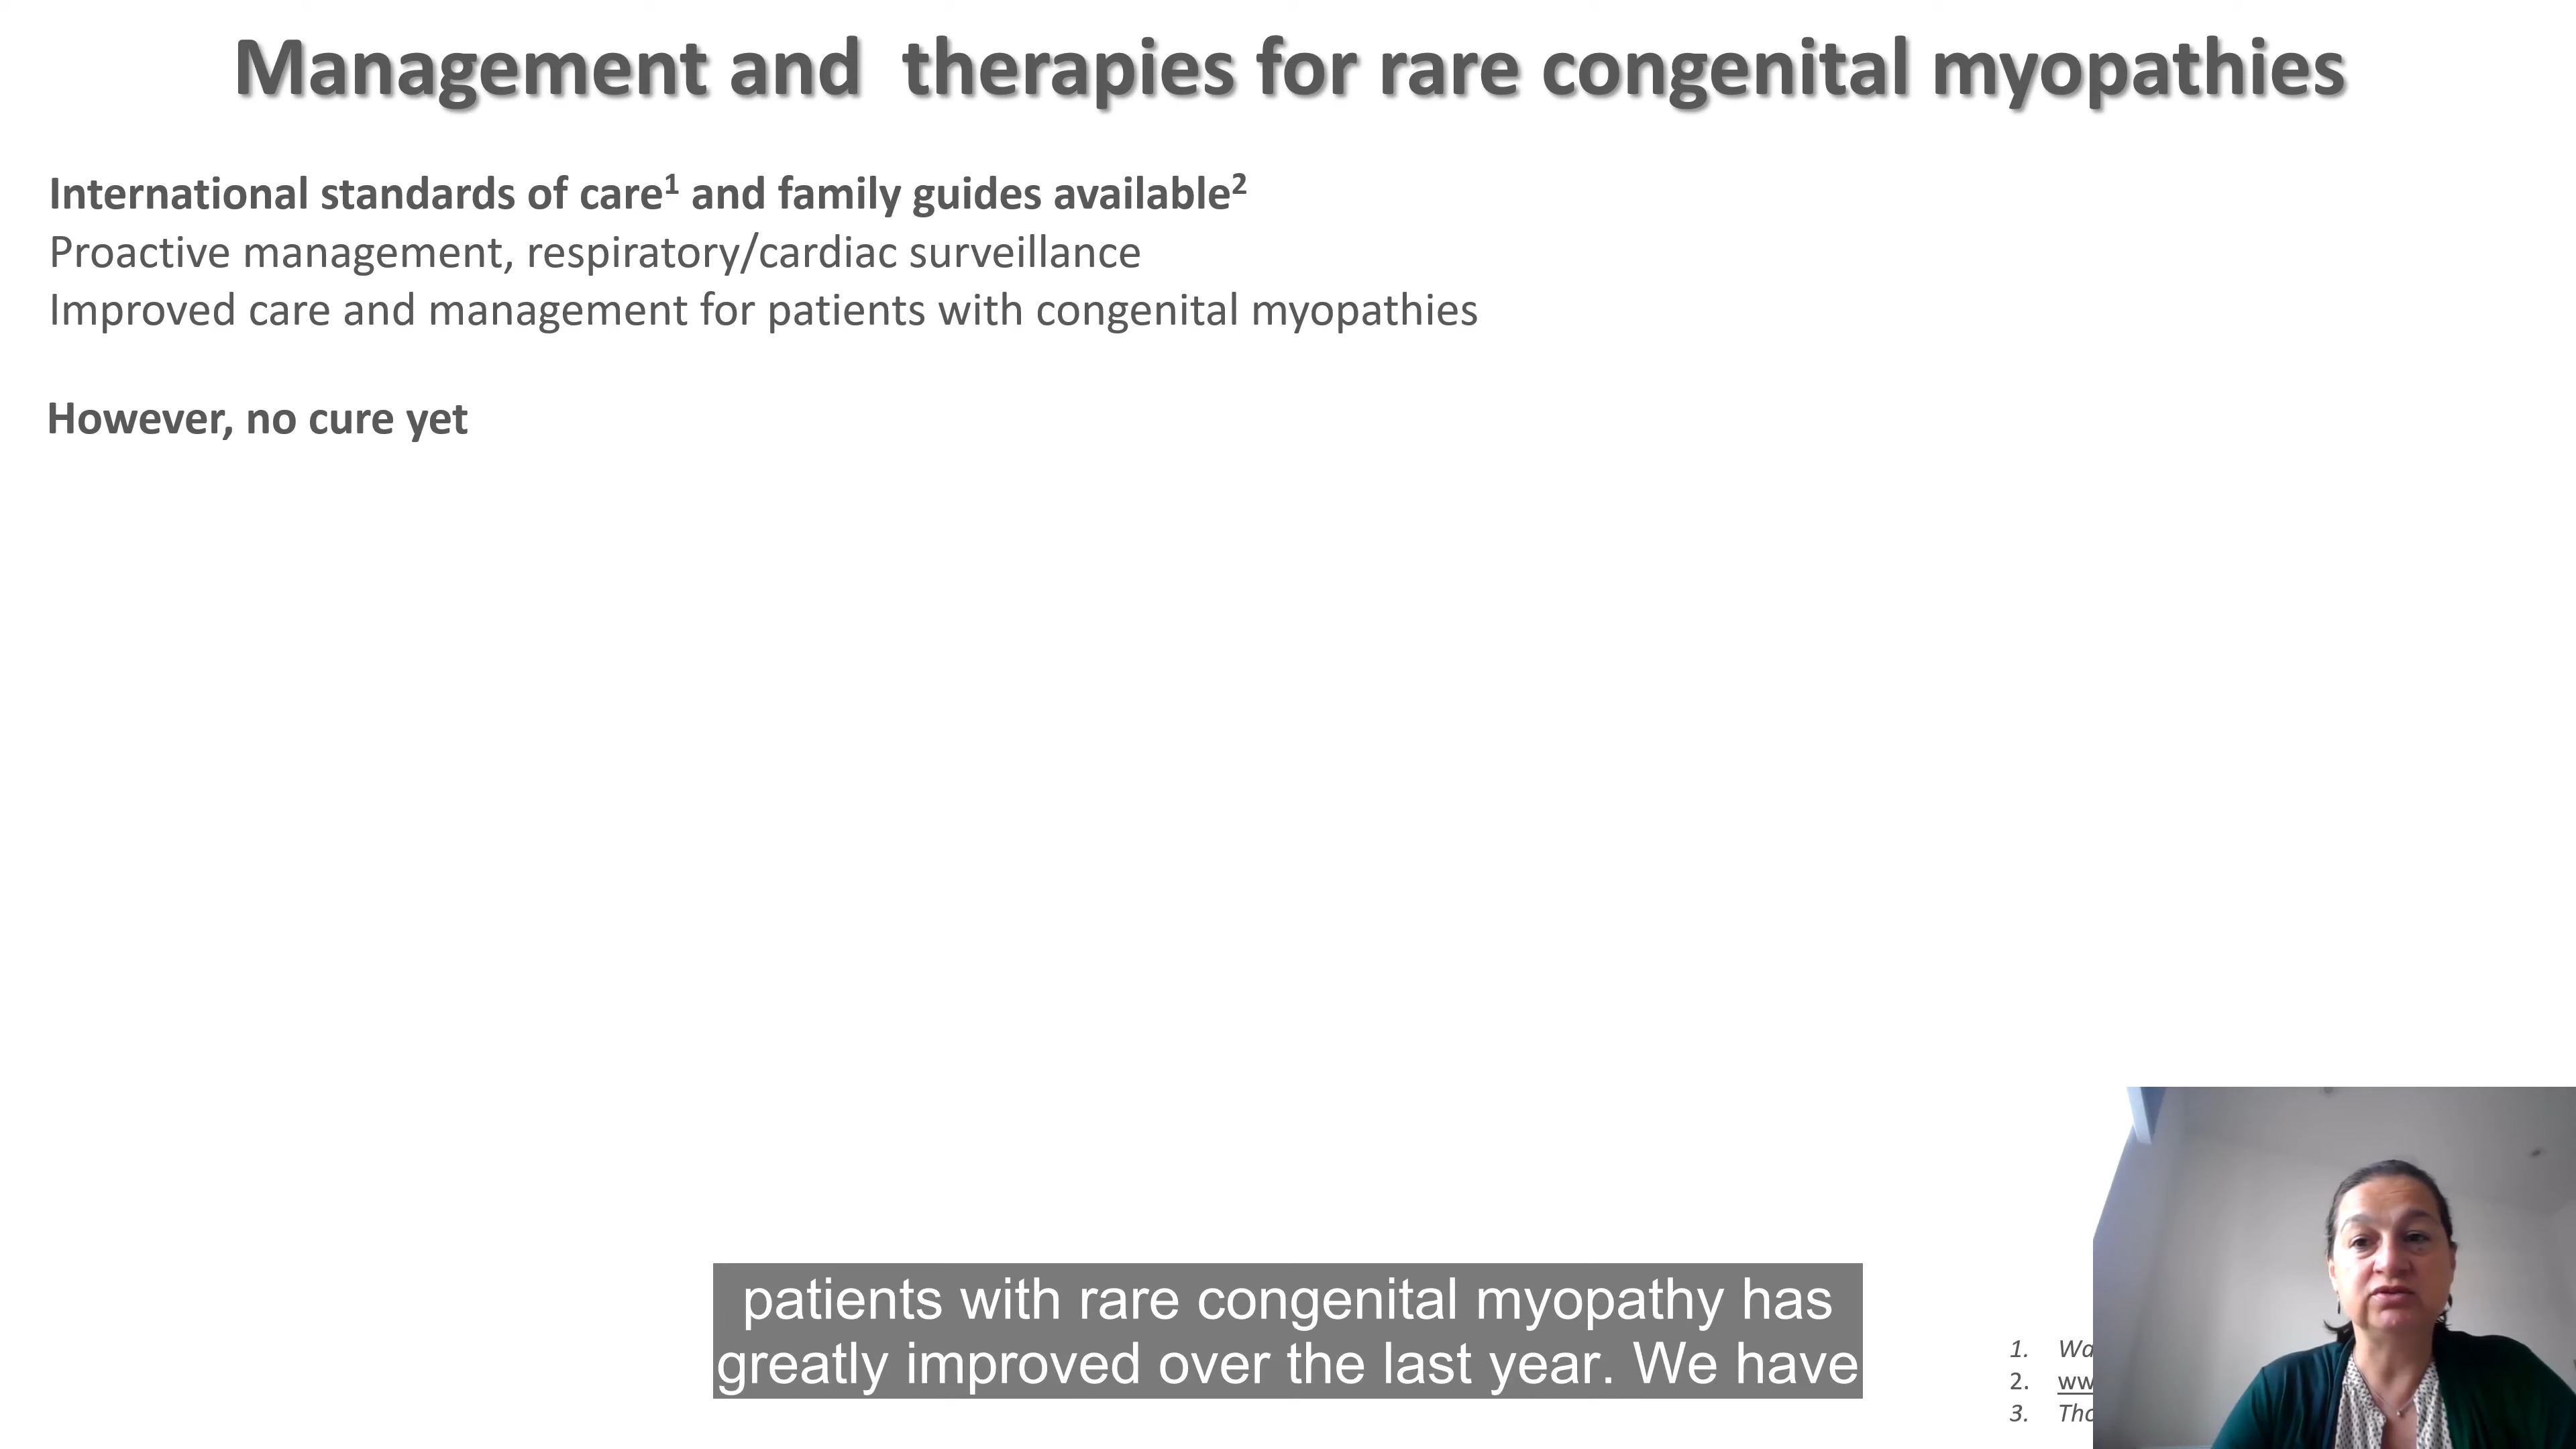 Management and therapies for rare congenital myopathies
International standards of care¹ and family guides available²
Proactive management, respiratory/cardiac surveillance
Improved care and management for patients with congenital myopathies
However, no cure yet
patients with rare congenital myopathy has
greatly improved over the last year. We have
1.
2.
3.